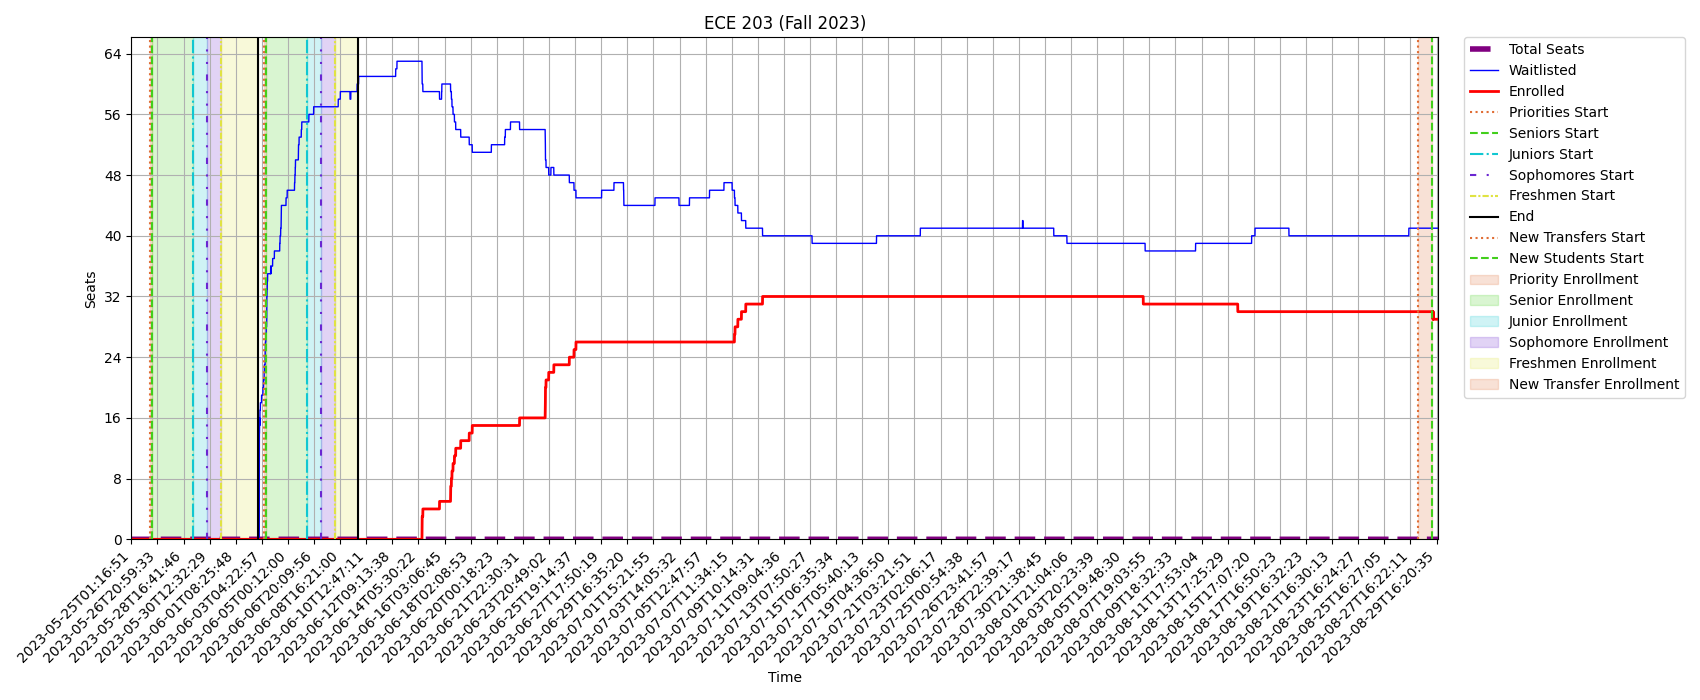 ECE 203 (Fall 2023)
Seats
64
56
48
40
32
24
16
8
0
2023-05-25T01:16:51
2023-05-26T20:59:33
2023-05-28T16:41:46
2023-05-30T12:32:29
2023-06-01T08:25:48
2023-06-03T04:22:57
2023-06-05T00:12:00
2023-06-06T20:09:56
2023-06-08T16:21:00
2023-06-10T12:47:11
2023-06-12T09:13:38
2023-06-14T05:30:22
2023-06-16T03:06:45
2023-06-18T02:08:53
2023-06-20T00:18:23
2023-06-21T22:30:31
2023-06-23T20:49:02
2023-06-25T19:14:37
2023-06-27T17:50:19
2023-06-29T16:35:20
2023-07-01T15:21:55
2023-07-03T14:05:32
2023-07-05T12:47:57
2023-07-07T11:34:15
2023-07-09T10:14:31
2023-07-11T09:04:36
2023-07-13T07:50:27
2023-07-15T06:35:34
2023-07-17T05:40:13
2023-07-19T04:36:50
2023-07-21T03:21:51
2023-07-23T02:06:17
2023-07-25T00:54:38
2023-07-26T23:41:57
2023-07-28T22:39:17
2023-07-30T21:38:45
2023-08-01T21:04:06
2023-08-03T20:23:39
2023-08-05T19:48:30
2023-08-07T19:03:55
2023-08-09T18:32:33
2023-08-11T17:53:04
2023-08-13T17:25:29
2023-08-15T17:07:20
2023-08-17T16:50:23
2023-08-19T16:32:23
2023-08-21T16:30:13
2023-08-23T16:24:27
2023-08-25T16:27:05
2023-08-27T16:22:11
2023-08-29T16:20:35
Time
Total Seats
Waitlisted
Enrolled
Priorities Start
Seniors Start
Juniors Start
Sophomores Start
Freshmen Start
End
New Transfers Start
New Students Start
Priority Enrollment
Senior Enrollment
Junior Enrollment
Sophomore Enrollment
Freshmen Enrollment
New Transfer Enrollment